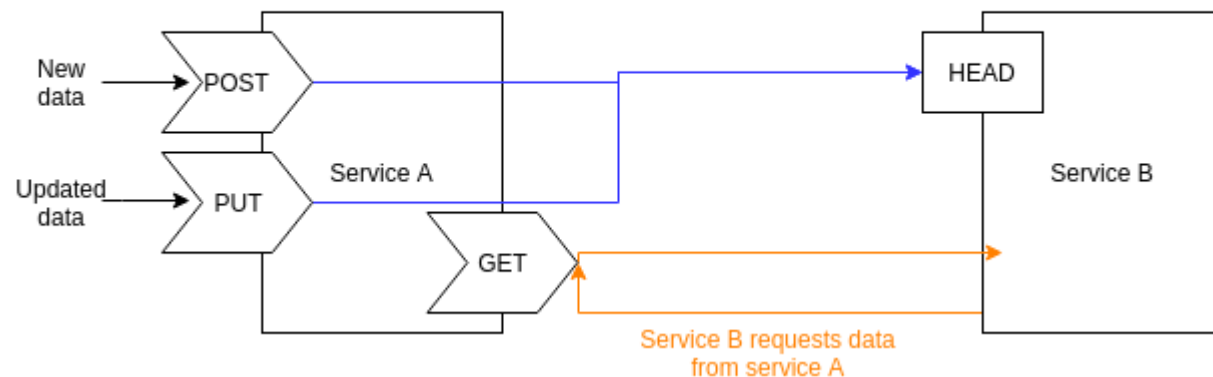 New
data
POST
HEAD
Updated
data
PUT
Service A
Service B
GET
Service B requests data
from service A